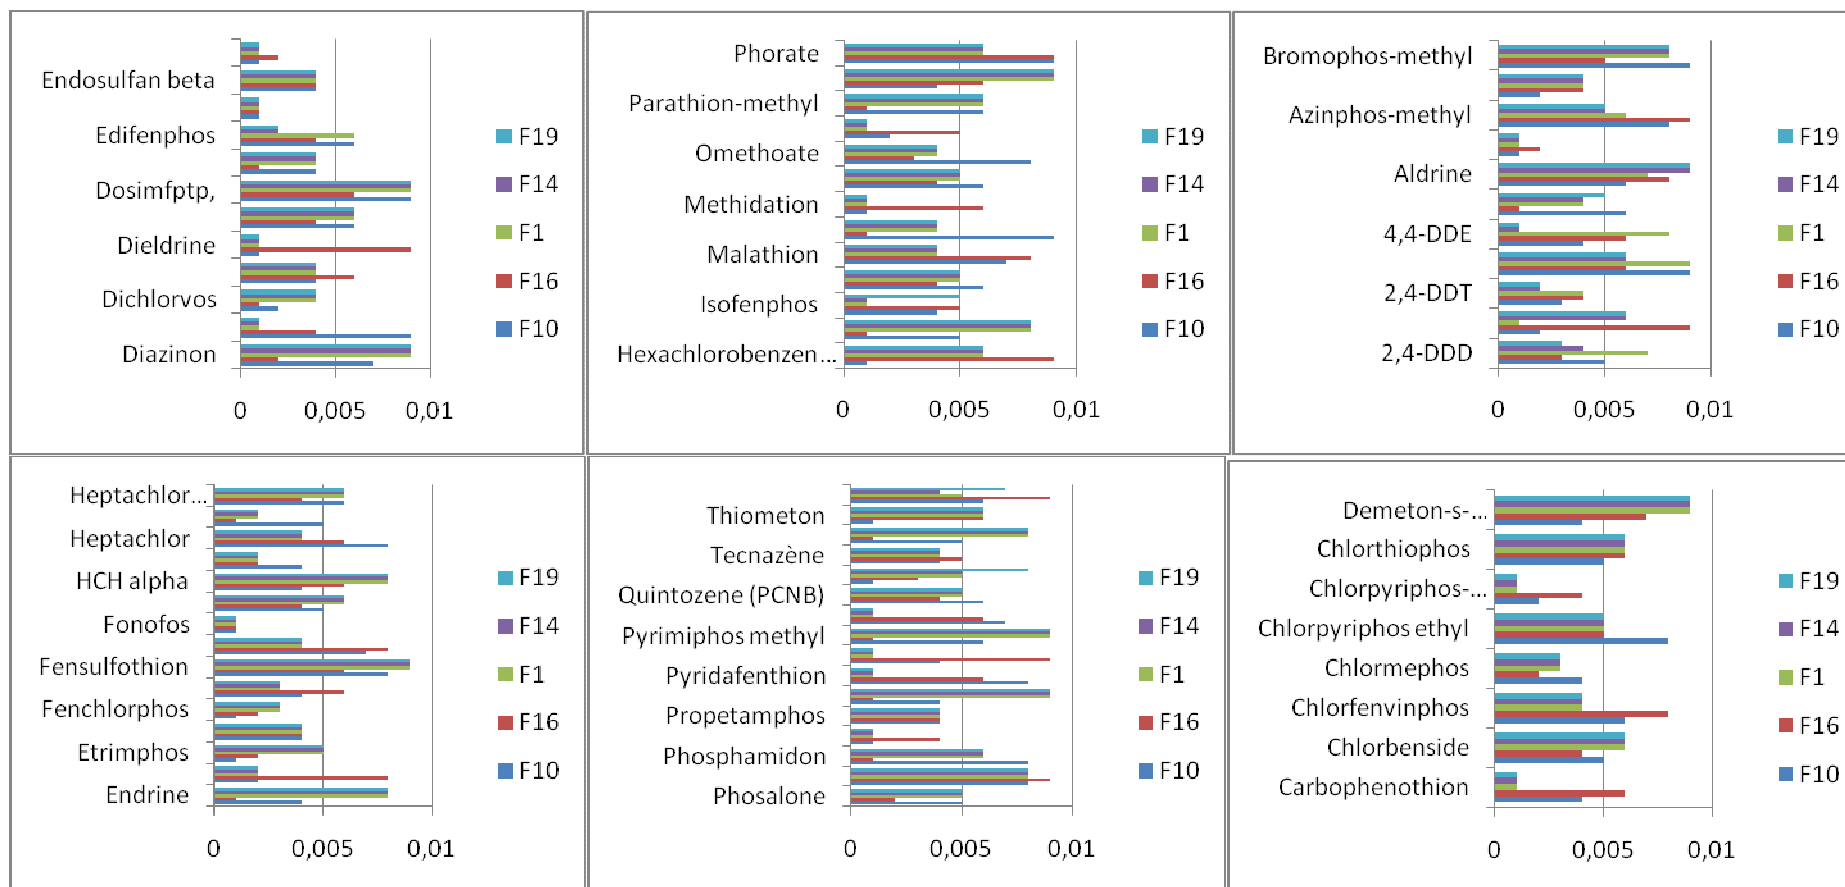 Endosulfan beta
Edifenphos
Dosimfptp,
Dieldrine
Dichlorvos
Diazinon
0 0,005 0,01
F19
F14
F1
F16
F10
Phorate
Parathion-methyl
Omethoate
Methidation
Malathion
Isofenphos
Hexachlorobenzen...
0 0,005 0,01
F19
F14
F1
F16
F10
Bromophos-methyl
Azinphos-methyl
Aldrine
4,4-DDE
2,4-DDT
2,4-DDD
0 0,005 0,01
F19
F14
F1
F16
F10
Heptachlor...
Heptachlor
HCH alpha
Fonofos
Fensulfothion
Fenchlorphos
Etrimphos
Endrine
0 0,005 0,01
F19
F14
F1
F16
F10
Thiometon
Tecnazène
Quintozene (PCNB)
Pyrimiphos methyl
Pyridafenthion
Propetamphos
Phosphamidon
Phosalone
0 0,005 0,01
F19
F14
F1
F16
F10
Demeton-s-...
Chlorthiophos
Chlorpyriphos-...
Chlorpyriphos ethyl
Chlormephos
Chlorfenvinphos
Chlorbenside
Carbophenothion
0 0,005 0,01
F19
F14
F1
F16
F10